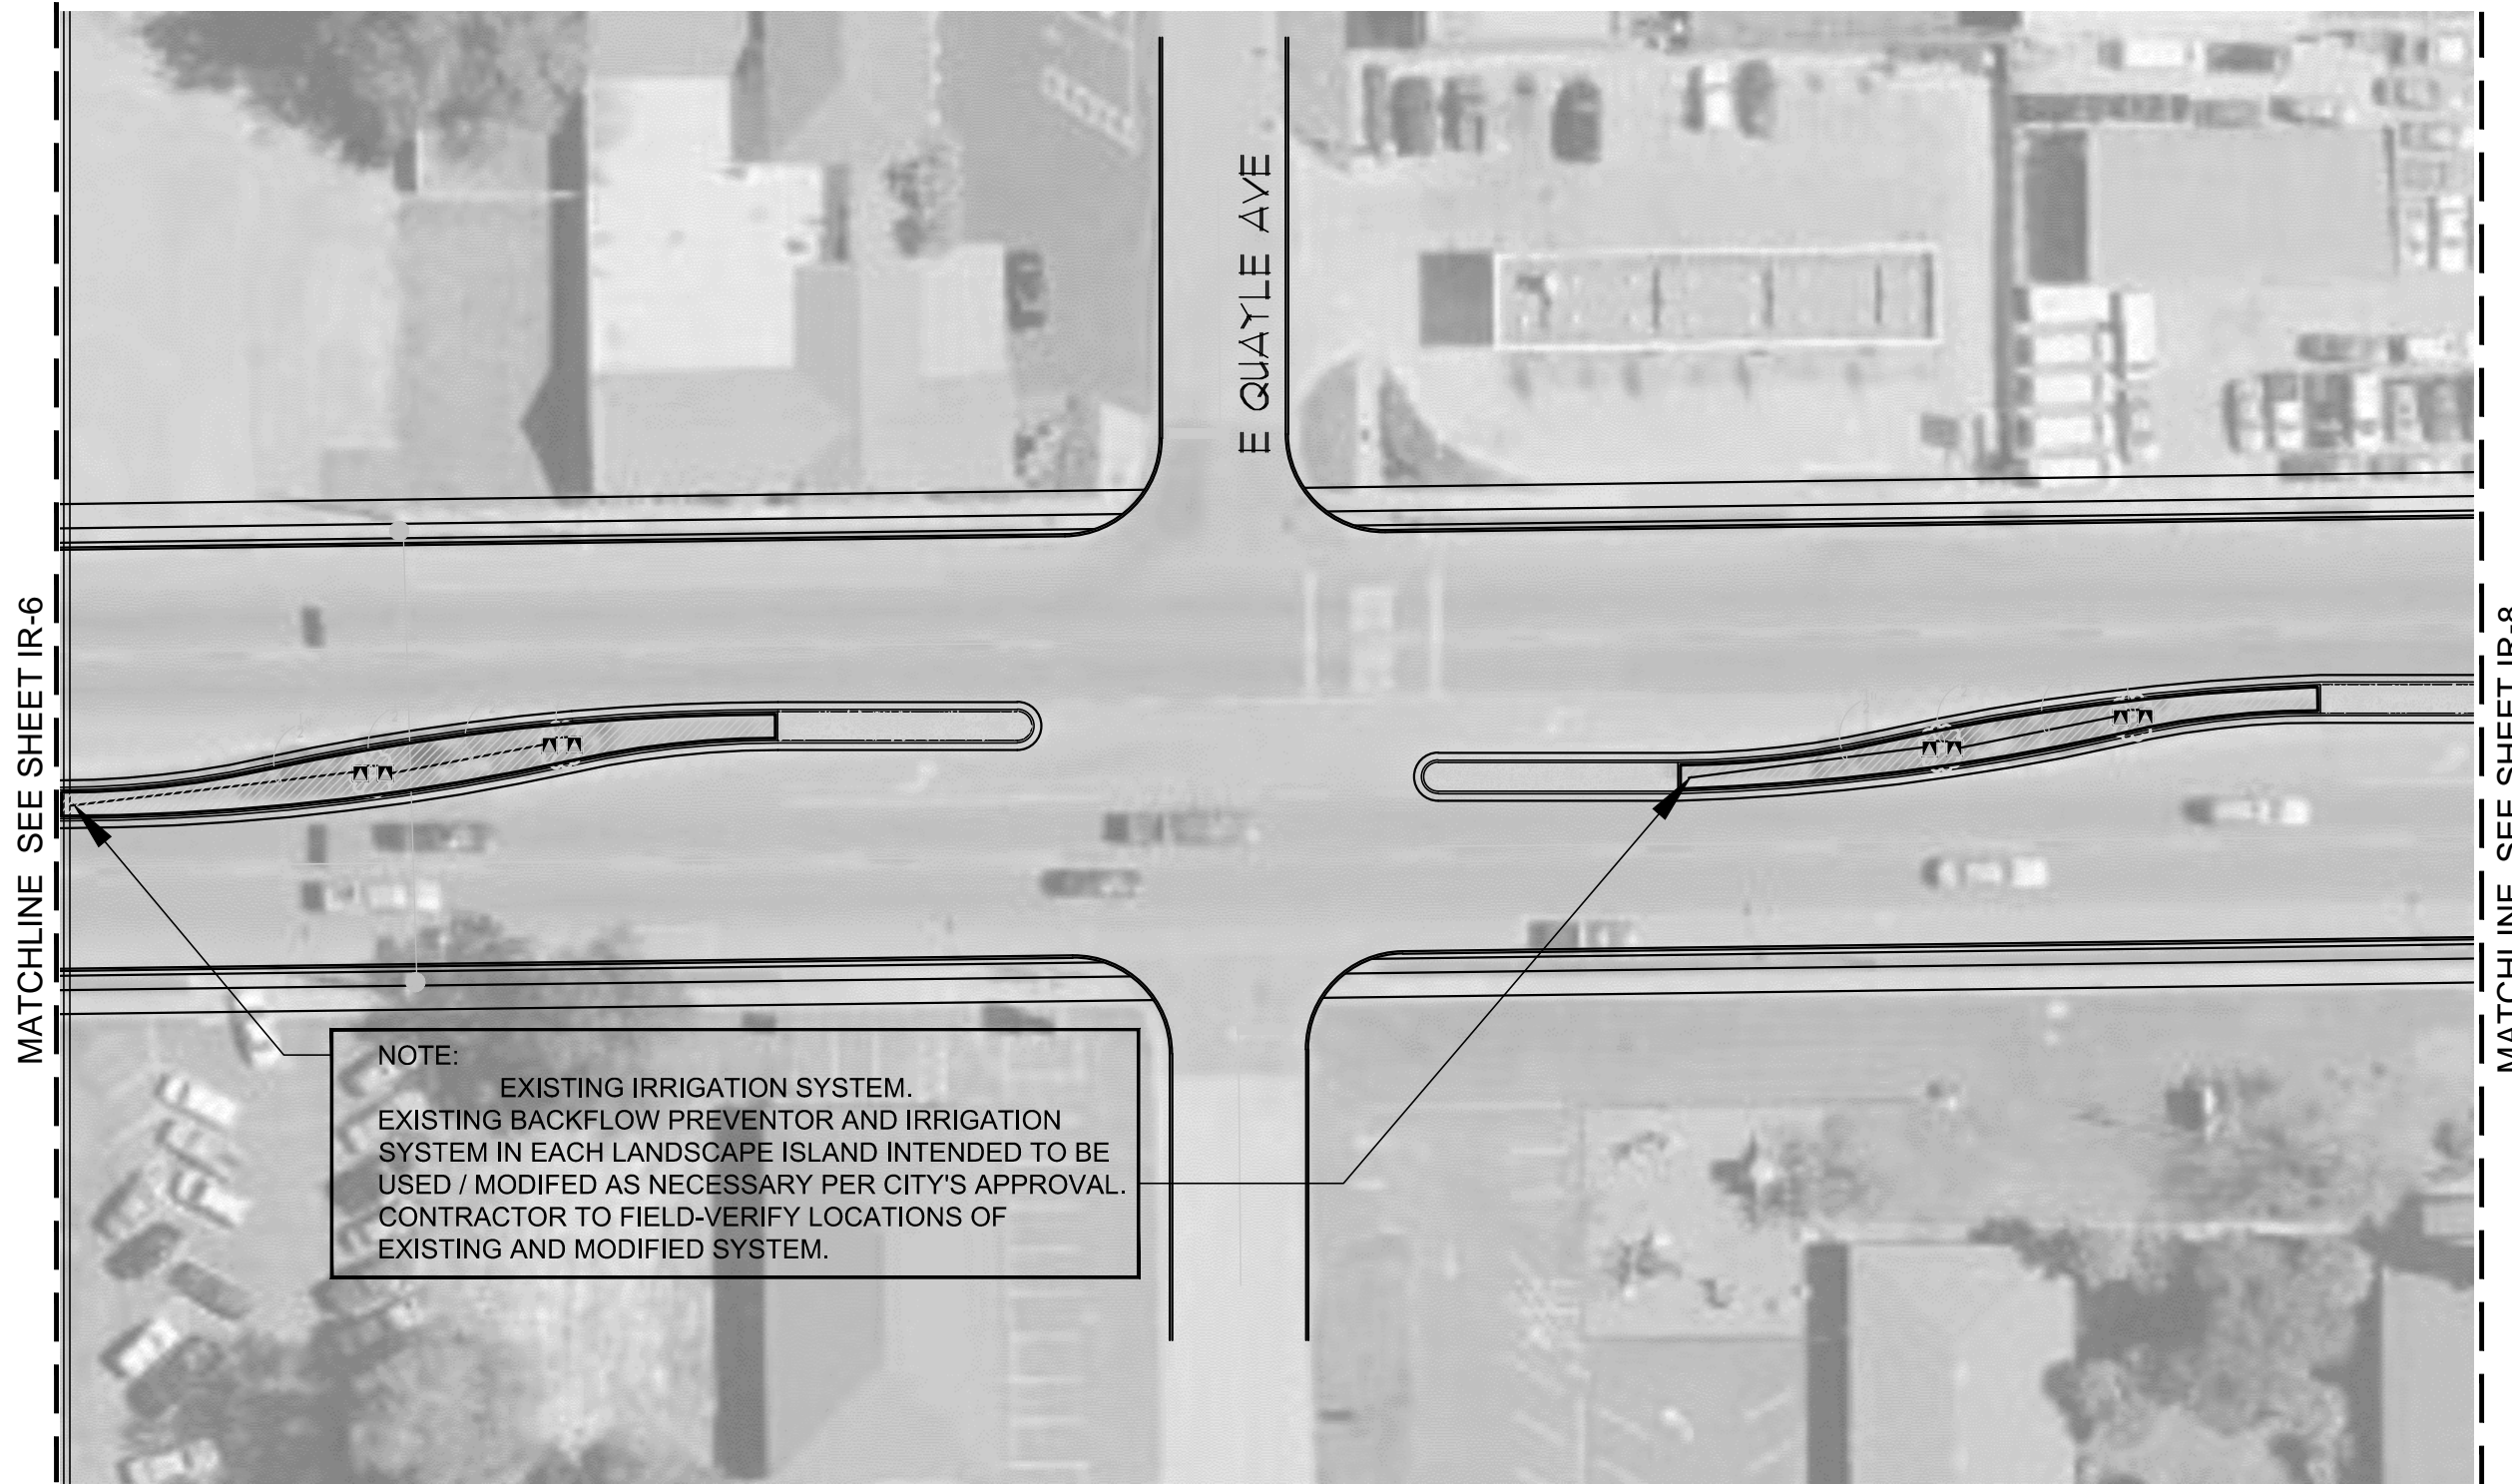 E QUAYLE AVE
MATCHLINE SEE SHEET IR-6
MATCHLINE SEE SHEET IR-8
NOTE:
EXISTING IRRIGATION SYSTEM.
EXISTING BACKFLOW PREVENTOR AND IRRIGATION
SYSTEM IN EACH LANDSCAPE ISLAND INTENDED TO BE
USED / MODIFED AS NECESSARY PER CITY'S APPROVAL.
CONTRACTOR TO FIELD-VERIFY LOCATIONS OF
EXISTING AND MODIFIED SYSTEM.